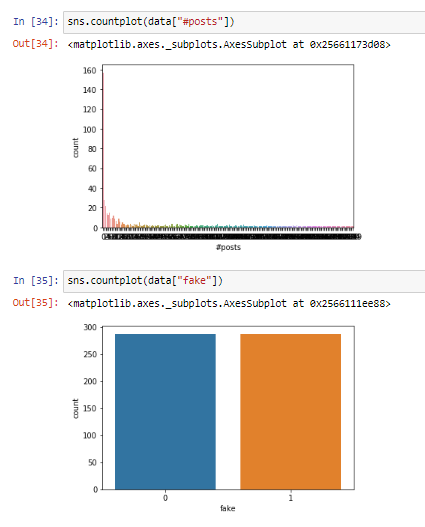 In [34]: sns.countplot(data["#posts"])
Out[34]: <matplotlib.axes._subplots.AxesSubplot at 0x25661173d08>
160
140
120
100
80
60
40
20
0
count
#posts
In [35]: sns.countplot(data["fake"])
Out[35]: <matplotlib.axes._subplots.AxesSubplot at 0x2566111ee88>
300
250
200
150
100
50
0
count
0 1
fake